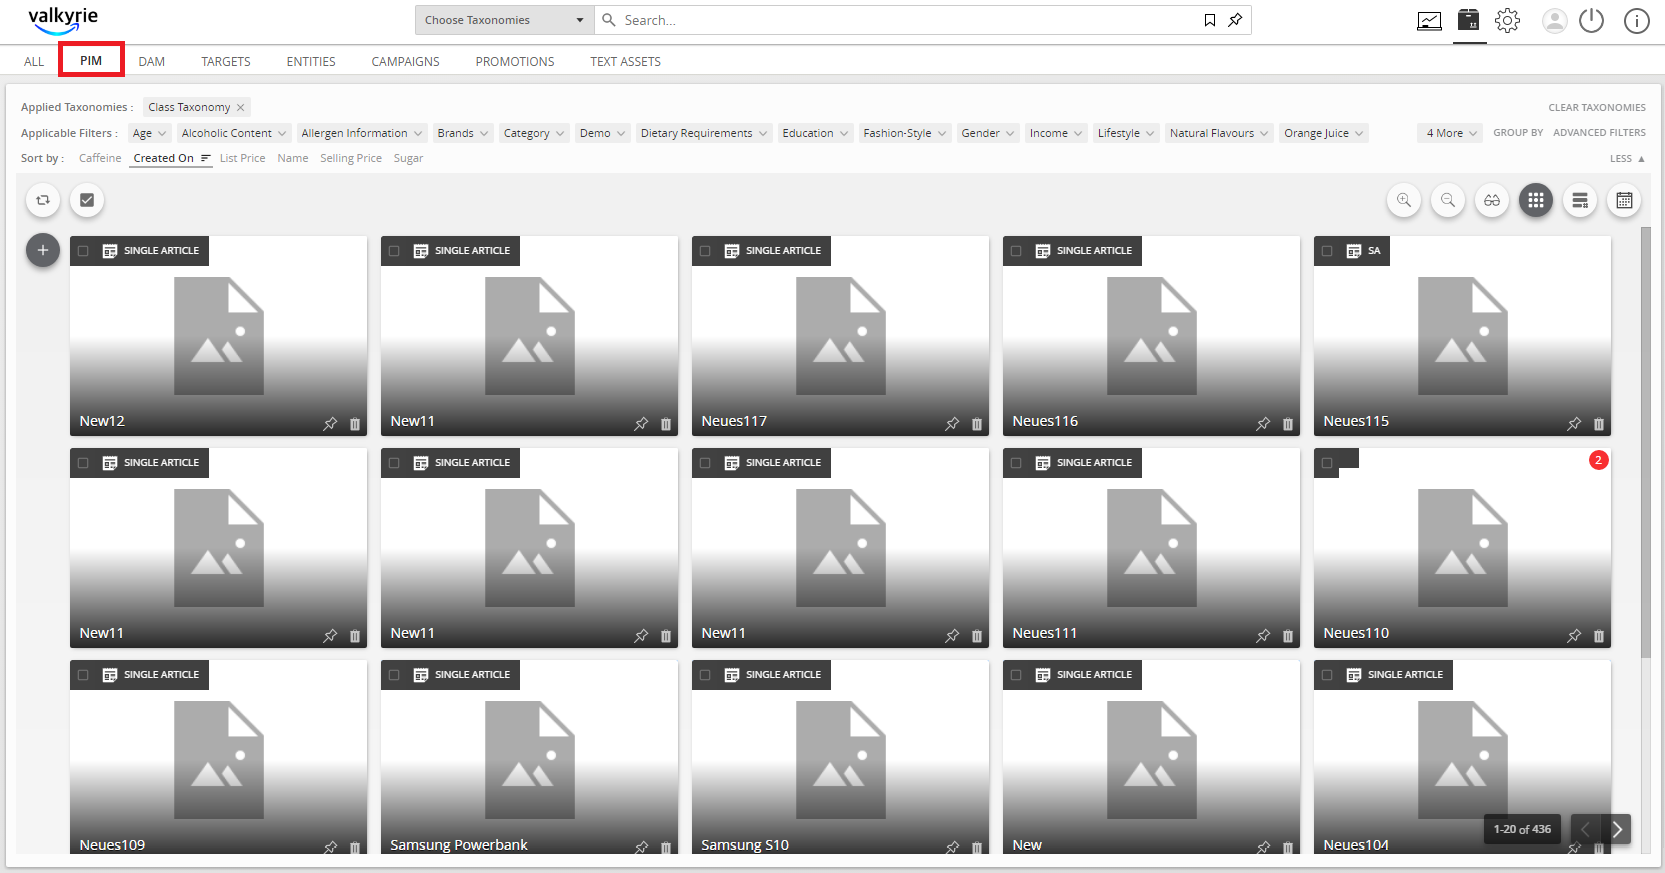 valkyrie
Choose Taxonomies
Search...
ALL PIM DAM TARGETS ENTITIES CAMPAIGNS PROMOTIONS TEXT ASSETS
Applied Taxonomies : Class Taxonomy × CLEAR TAXONOMIES
Applicable Filters : Age Alcoholic Content Allergen Information Brands Category Demo Dietary Requirements Education Fashion-Style Gender Income Lifestyle Natural Flavours Orange Juice 4 More GROUP BY ADVANCED FILTERS
Sort by : Caffeine Created On List Price Name Selling Price Sugar LESS
SINGLE ARTICLE SINGLE ARTICLE SINGLE ARTICLE SINGLE ARTICLE SA
New12 New11 Neues117 Neues116 Neues115
SINGLE ARTICLE SINGLE ARTICLE SINGLE ARTICLE SINGLE ARTICLE 2
New11 New11 New11 Neues111 Neues110
SINGLE ARTICLE SINGLE ARTICLE SINGLE ARTICLE SINGLE ARTICLE SINGLE ARTICLE
1-20 of 436
Neues109 Samsung Powerbank Samsung S10 New Neues104